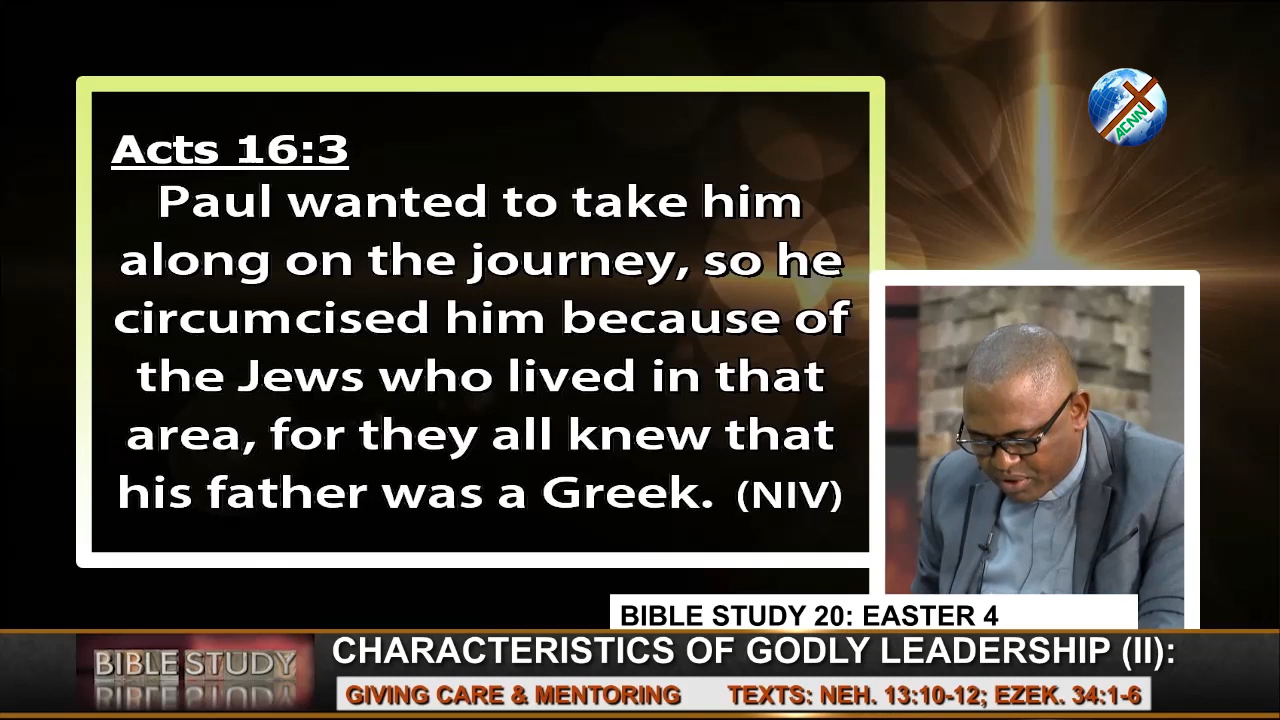 Acts 16:3
Paul wanted to take him
along on the journey, so he
circumcised him because of
the Jews who lived in that
area, for they all knew that
his father was a Greek. (NIV)
ACNN
BIBLE STUDY 20: EASTER 4
BIBLE STUDY
CHARACTERISTICS OF GODLY LEADERSHIP (II):
GIVING CARE & MENTORING TEXTS: NEH. 13:10-12; EZEK. 34:1-6